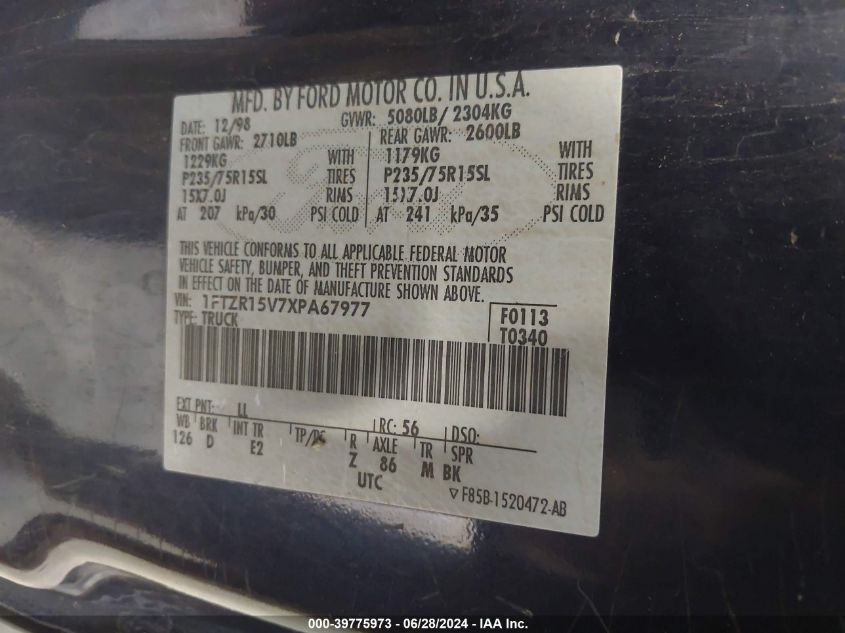 MFD. BY FORD MOTOR CO. IN U.S.A.
DATE: 12/98 GVWR: 5080LB/ 2304KG
FRONT GAWR: 2710LB REAR GAWR: 2600LB
1229KG WITH 1179KG WITH
P235/75R15SL TIRES P235/75R15SL TIRES
15X7.0J RIMS 15X7.0J RIMS
AT 207 kPa/30 PSI COLD AT 241 kPa/35 PSI COLD
THIS VEHICLE CONFORMS TO ALL APPLICABLE FEDERAL MOTOR
VEHICLE SAFETY, BUMPER, AND THEFT PREVENTION STANDARDS
IN EFFECT ON THE DATE OF MANUFACTURE SHOWN ABOVE.
VIN: 1FTZR15V7XPA67977 F0113
TYPE: TRUCK T0340
EXT PNT: LL RC: 56 DSO:
WB BRK INT TR TP/PS R AXLE TR SPR
126 D E2 Z 86 M BK
UTC
▽ F85B-1520472-AB
000-39775973 - 06/28/2024 - IAA Inc.